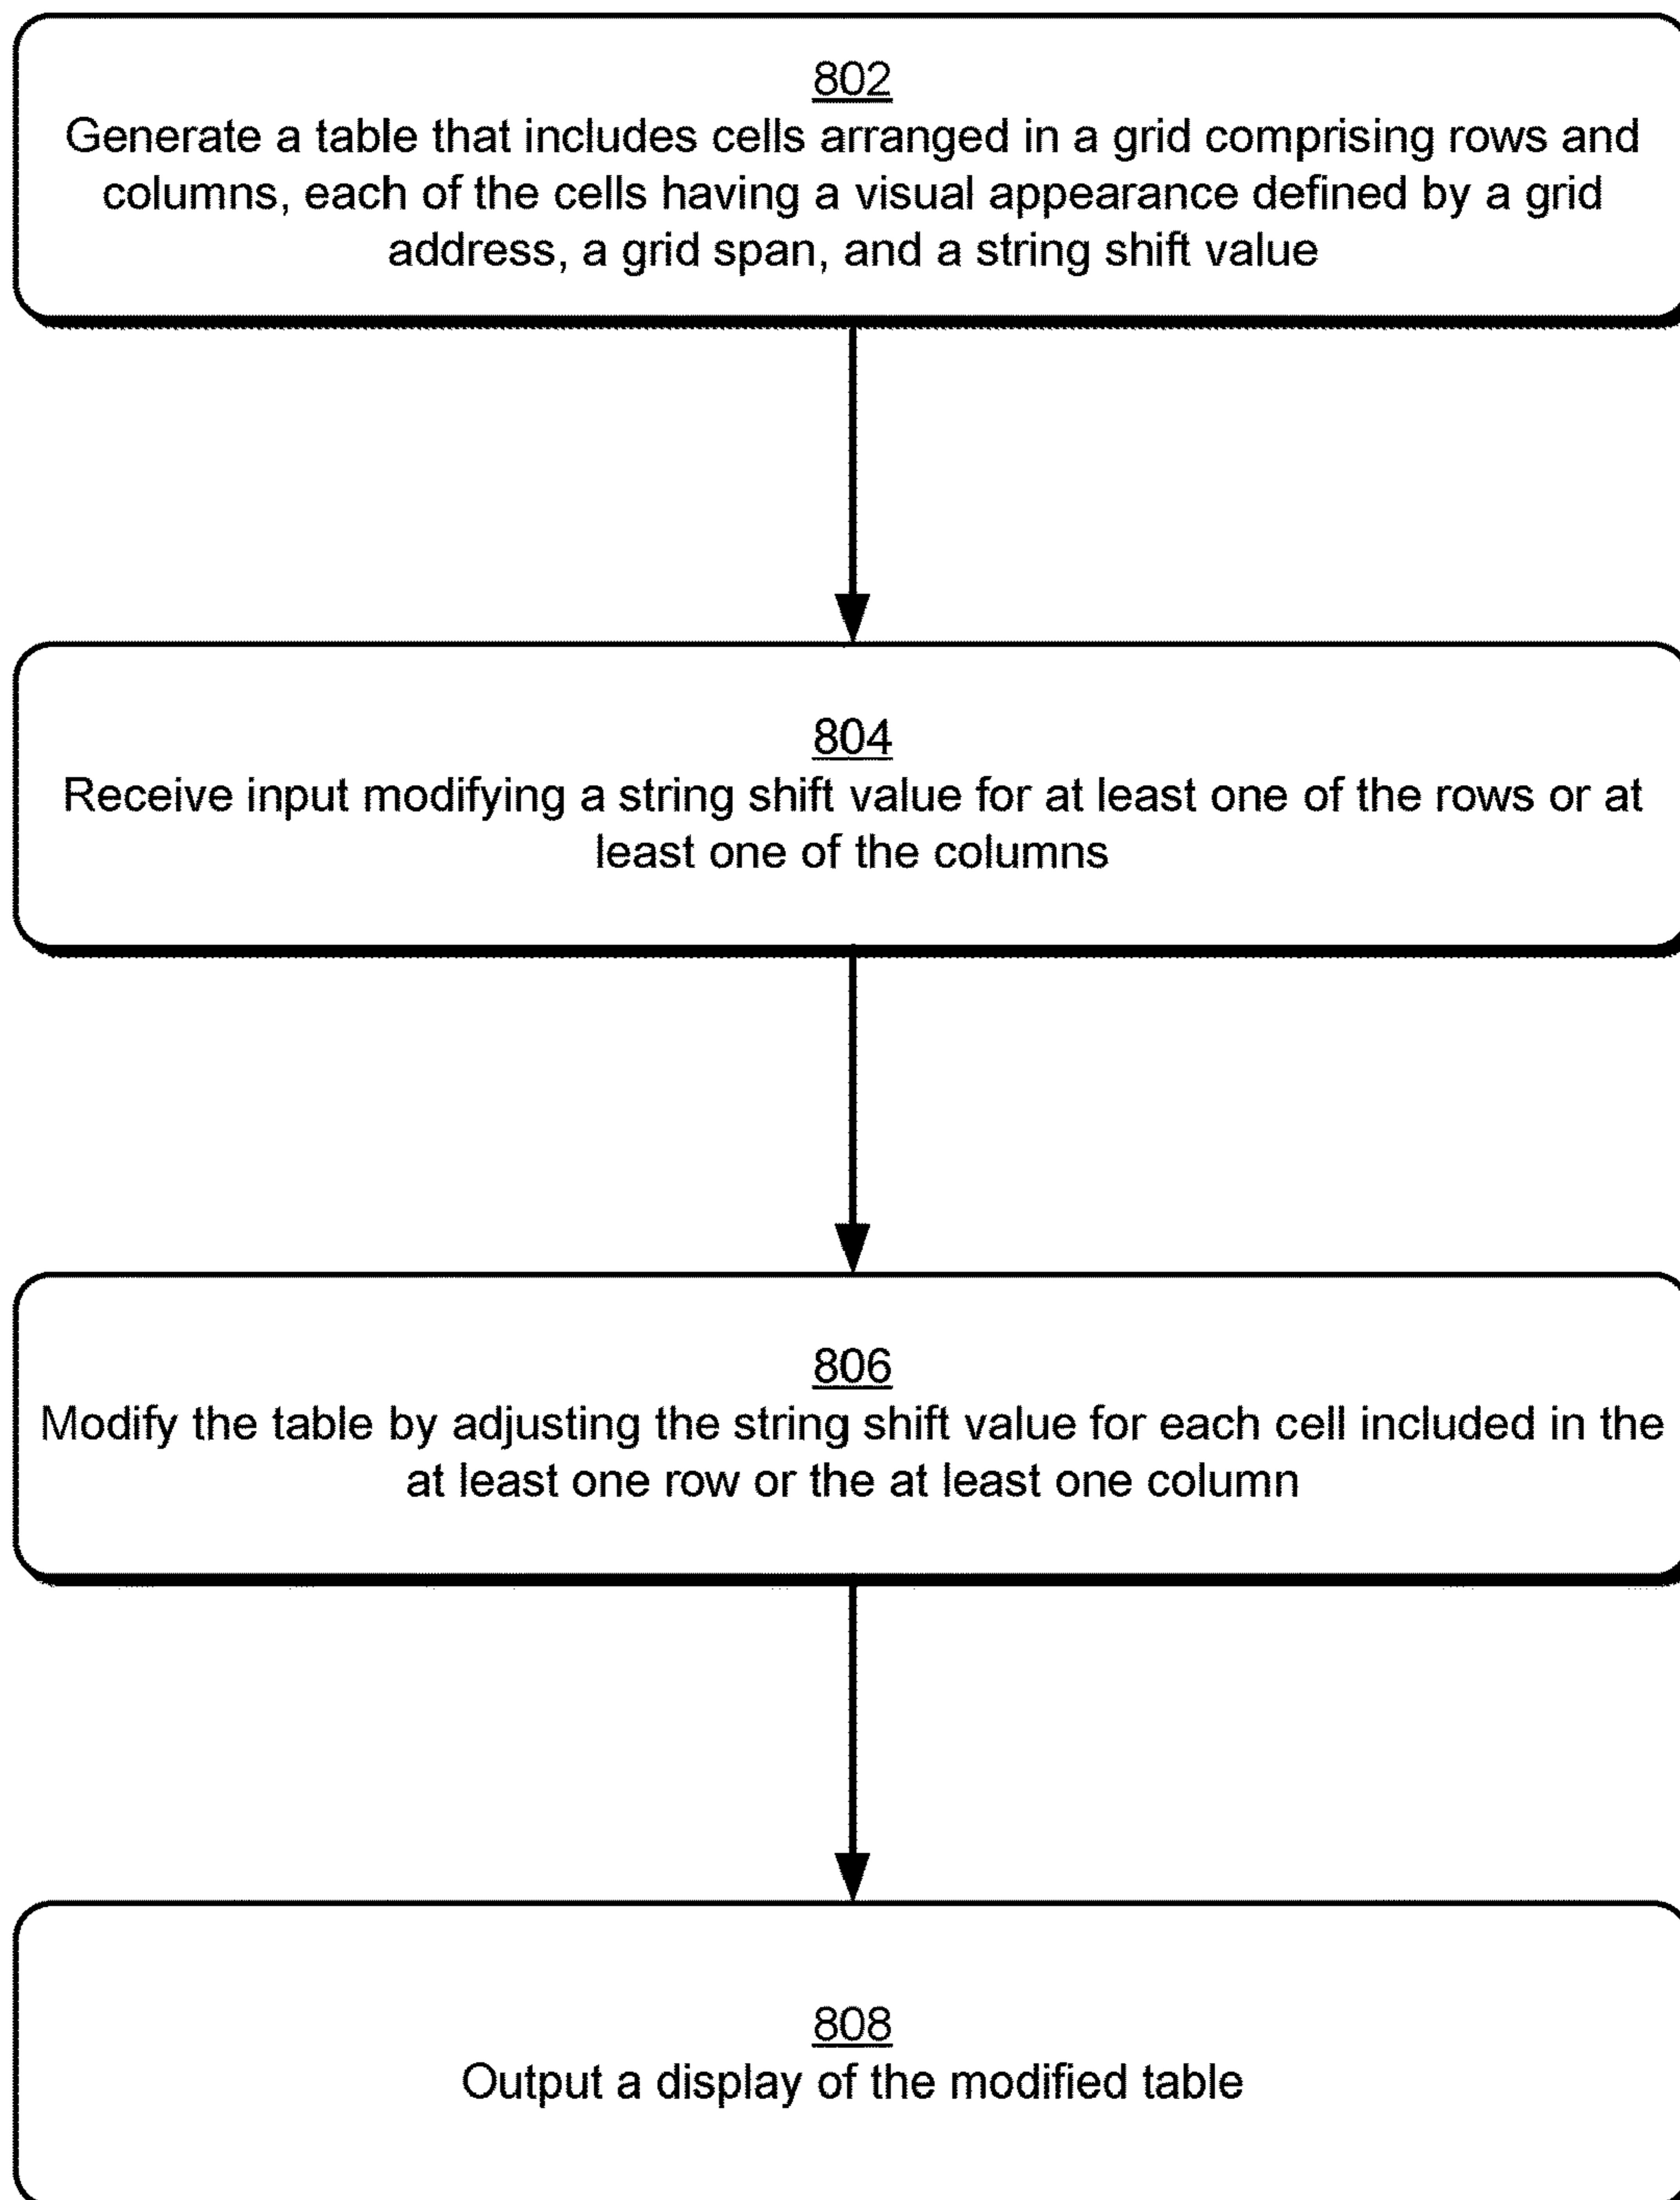 802
Generate a table that includes cells arranged in a grid comprising rows and
columns, each of the cells having a visual appearance defined by a grid
address, a grid span, and a string shift value
804
Receive input modifying a string shift value for at least one of the rows or at
least one of the columns
806
Modify the table by adjusting the string shift value for each cell included in the
at least one row or the at least one column
808
Output a display of the modified table